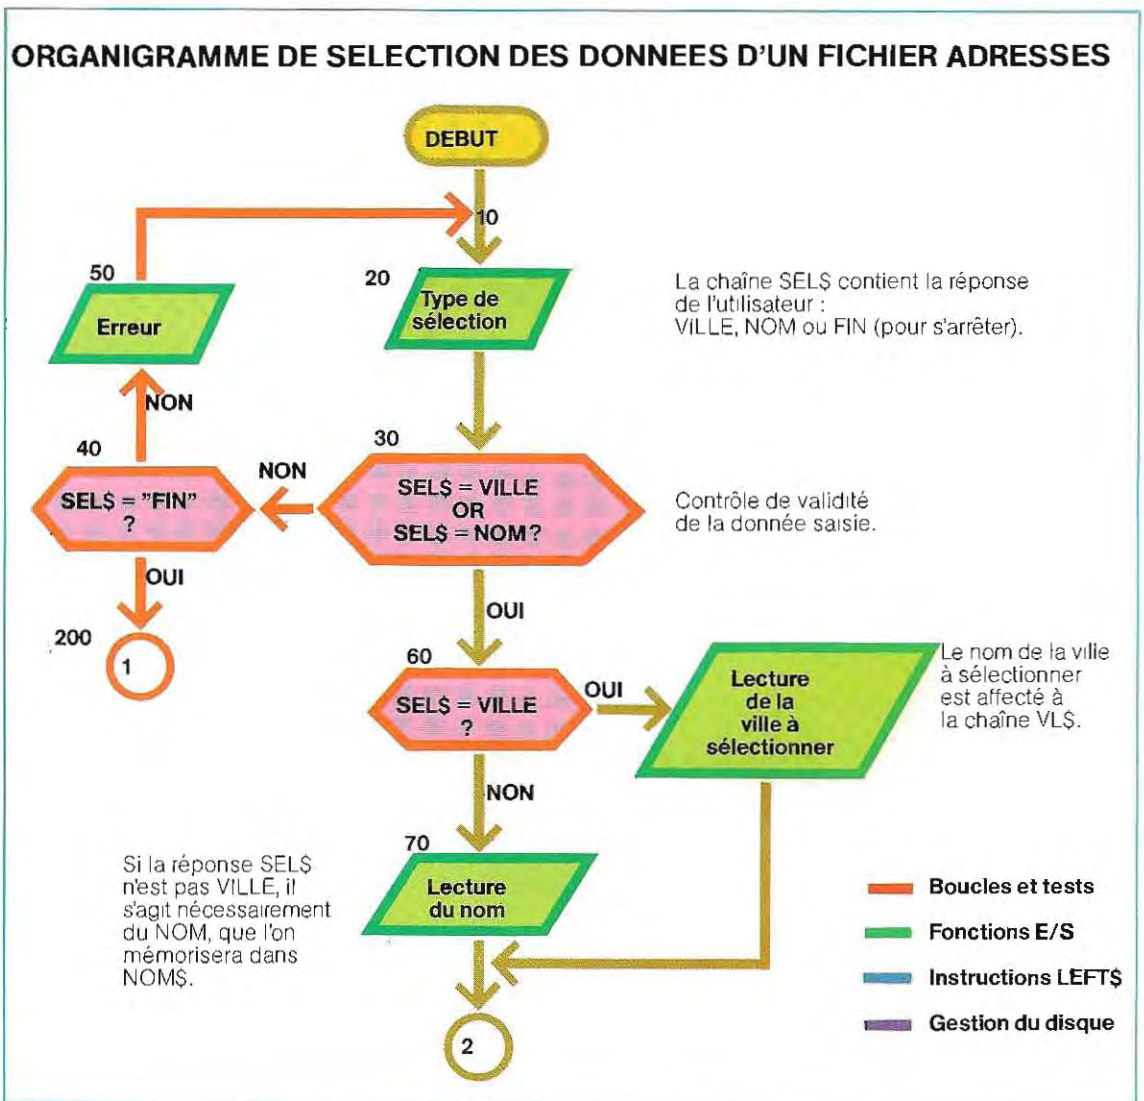 ORGANIGRAMME DE SELECTION DES DONNEES D'UN FICHIER ADRESSES
DEBUT
10
50
Erreur
20
Type de
sélection
La chaîne SEL$ contient la réponse
de l'utilisateur :
VILLE, NOM ou FIN (pour s'arrêter).
NON
40
SEL$ = "FIN"
?
NON
30
SEL$ = VILLE
OR
SEL$ = NOM?
Contrôle de validité
de la donnée saisie.
OUI
200
1
OUI
60
SEL$ = VILLE
?
OUI
Lecture
de la
ville à
sélectionner
Le nom de la ville
à sélectionner
est affecté à
la chaîne VL$.
NON
70
Lecture
du nom
Si la réponse SEL$
n'est pas VILLE, il
s'agit nécessairement
du NOM, que l'on
mémorisera dans
NOM$.
2
Boucles et tests
Fonctions E/S
Instructions LEFT$
Gestion du disque